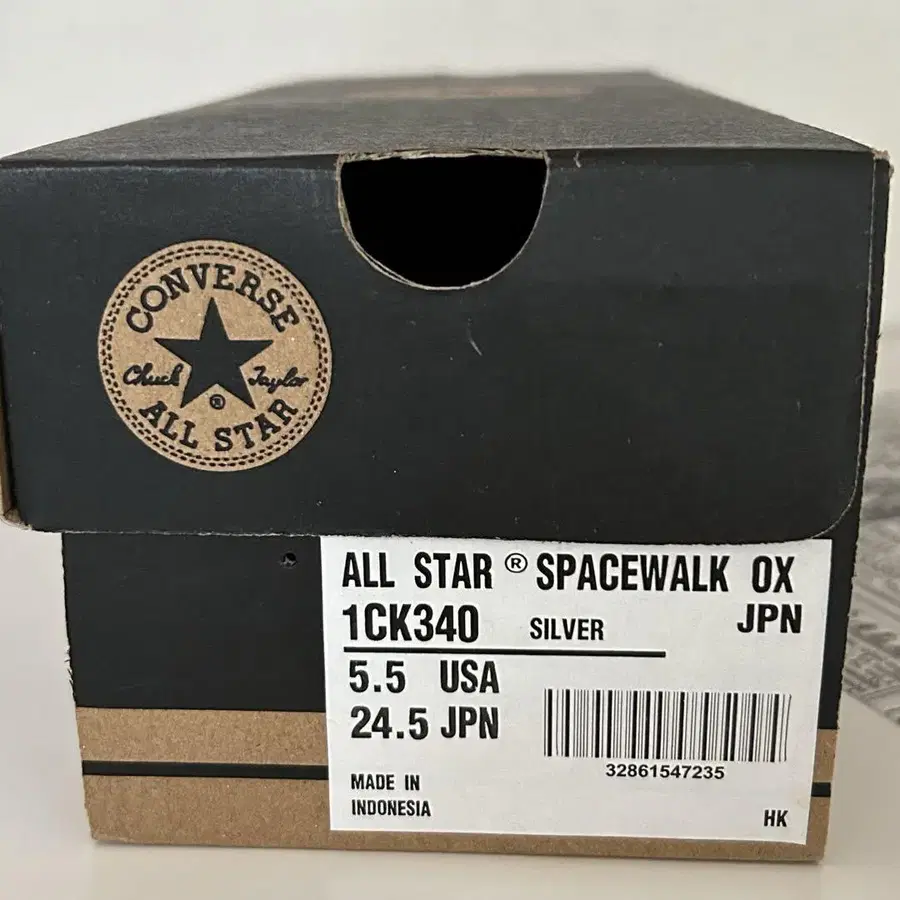 CONVERSE
Chuck Taylor
®
ALL STAR
ALL STAR ® SPACEWALK OX
1CK340 SILVER JPN
5.5 USA
24.5 JPN
32861547235
MADE IN
INDONESIA
HK